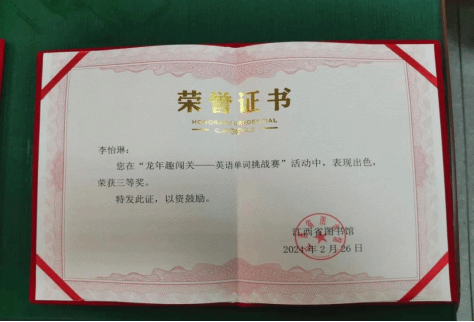 荣誉证书
李怡琳：
您在“龙年趣闯关——英语单词挑战赛”活动中，表现出色，
荣获三等奖。
特发此证，以资鼓励。
江西省图书馆
2024年2月26日